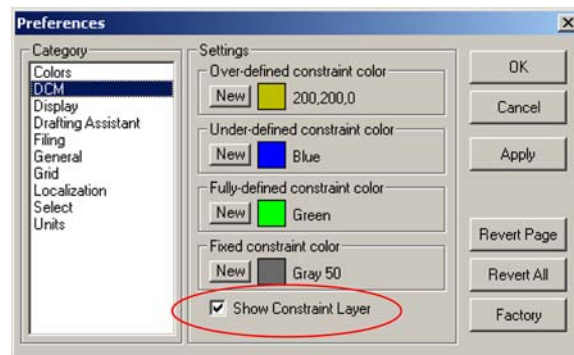 Preferences
Category
Colors
DCM
Display
Drafting Assistant
Filing
General
Grid
Localization
Select
Units
Settings
Over-defined constraint color
New 200,200,0
Under-defined constraint color
New Blue
Fully-defined constraint color
New Green
Fixed constraint color
New Gray 50
Show Constraint Layer
OK
Cancel
Apply
Revert Page
Revert All
Factory